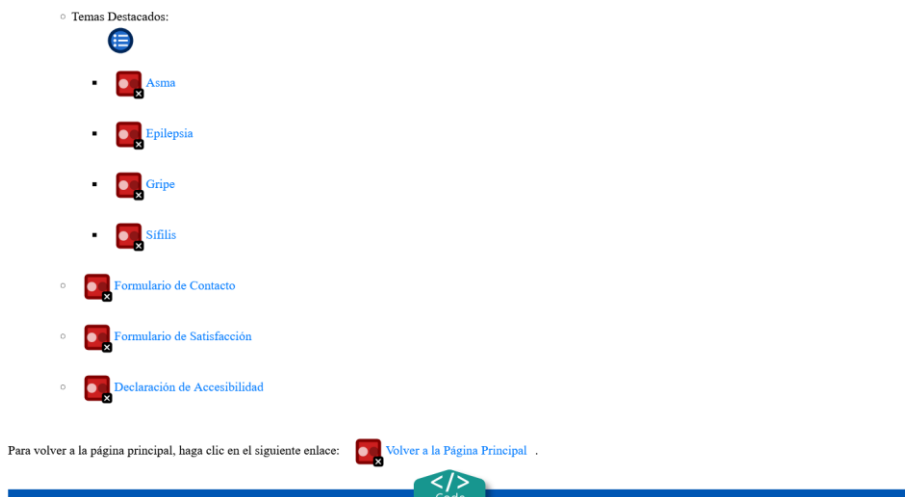 Temas Destacados:
Asma
Epilepsia
Gripe
Sífilis
Formulario de Contacto
Formulario de Satisfacción
Declaración de Accesibilidad
Para volver a la página principal, haga clic en el siguiente enlace: Volver a la Página Principal .
</>
Code